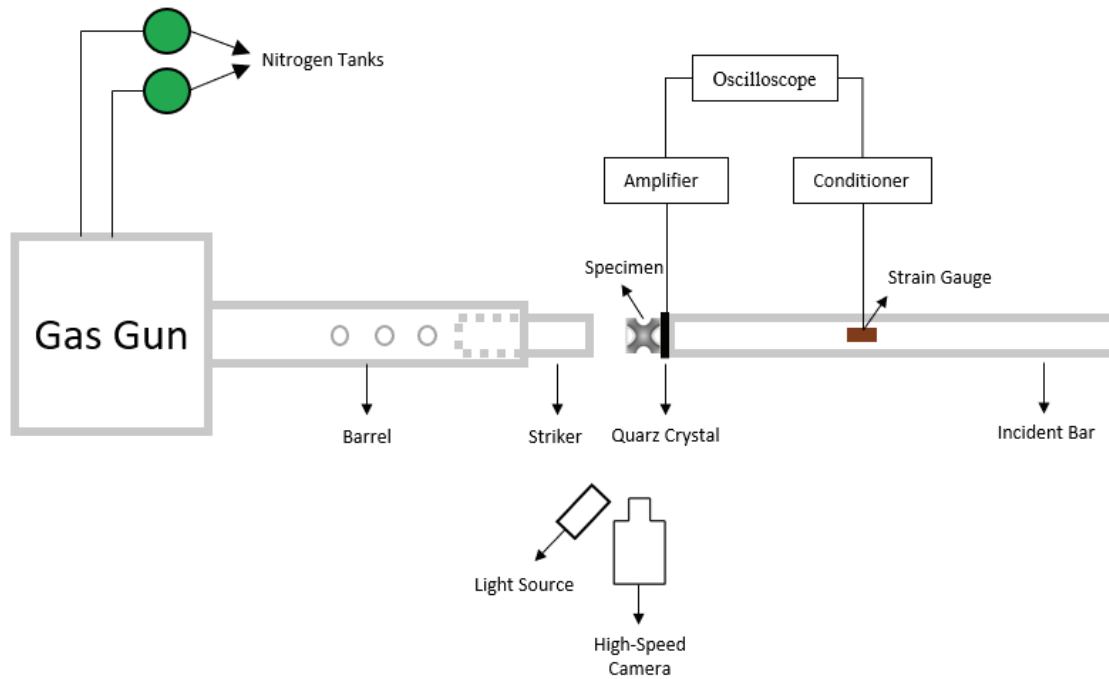 Nitrogen Tanks
Oscilloscope
Amplifier
Conditioner
Specimen
Strain Gauge
Gas Gun
Barrel
Striker
Quarz Crystal
Incident Bar
Light Source
High-Speed
Camera